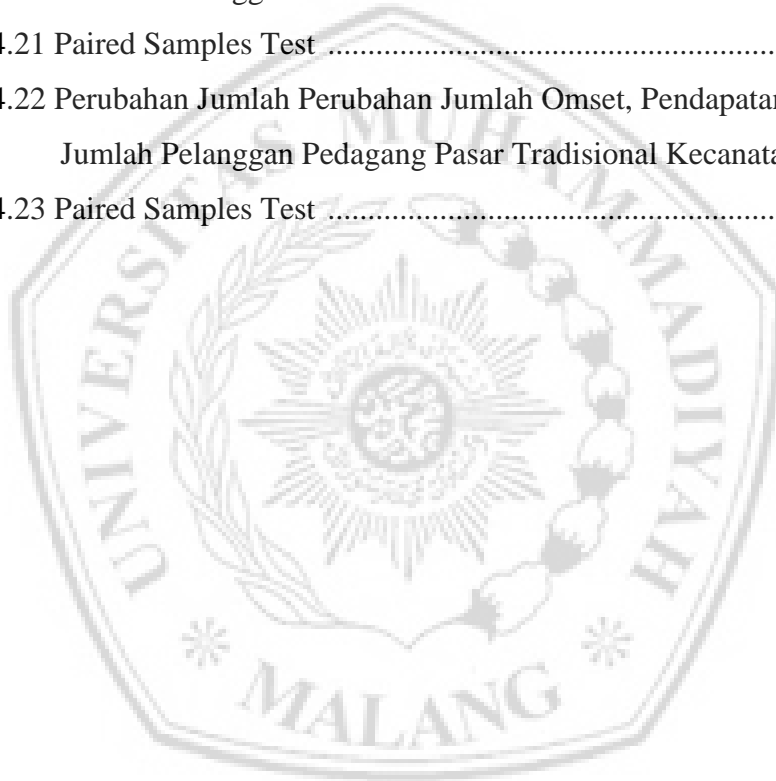 4.21 Paired Samples Test ........................................................
4.22 Perubahan Jumlah Perubahan Jumlah Omset, Pendapatan
Jumlah Pelanggan Pedagang Pasar Tradisional Kecanata
4.23 Paired Samples Test ........................................................
UNIVERSITAS MUHAMMADIYAH
MALANG